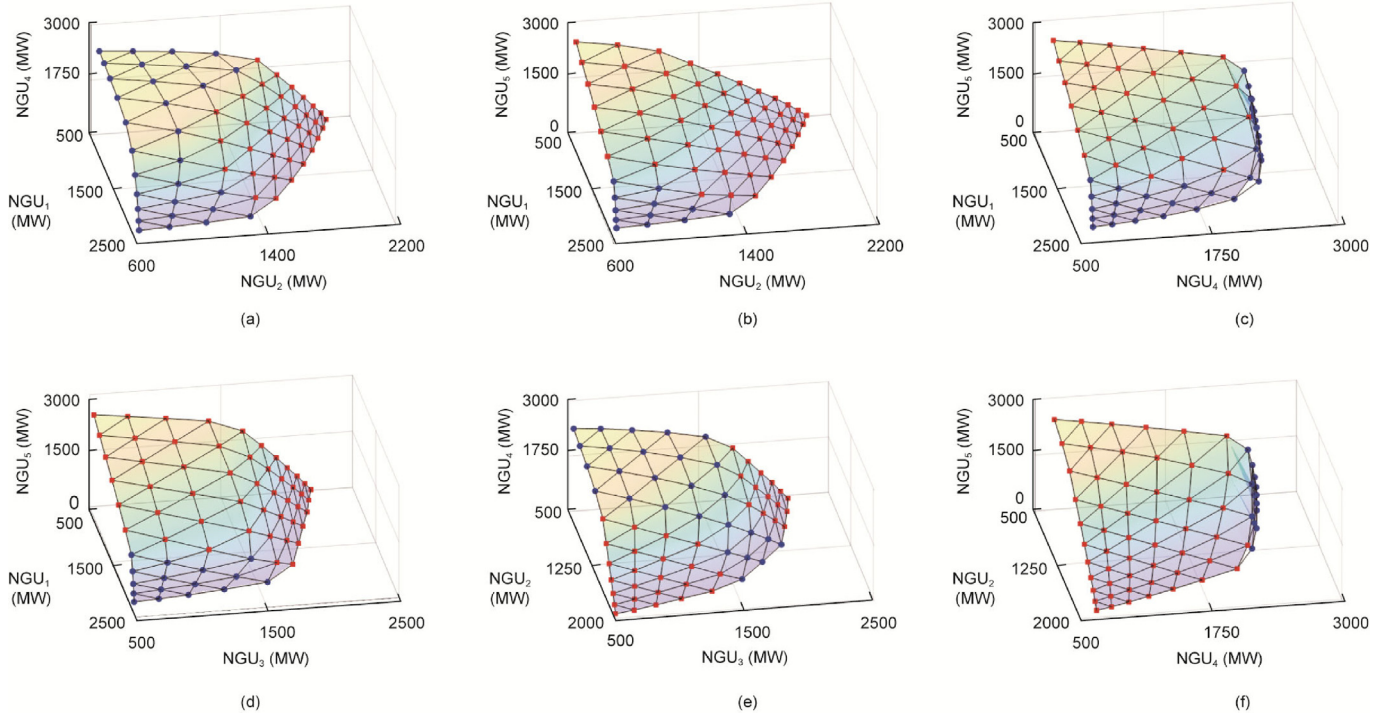 3000
NGU₄ (MW)
1750
500
NGU₁
(MW)
1500
2500
600
1400
2200
NGU₂ (MW)
(a)
3000
NGU₅ (MW)
1500
0
500
NGU₁
(MW)
1500
2500
600
1400
2200
NGU₂ (MW)
(b)
3000
NGU₅ (MW)
1500
0
500
NGU₁
(MW)
1500
2500
500
1750
3000
NGU₄ (MW)
(c)
3000
NGU₅ (MW)
1500
0
500
NGU₁
(MW)
1500
2500
500
1500
2500
NGU₃ (MW)
(d)
3000
NGU₄ (MW)
1750
500
NGU₂
(MW)
1250
2000
500
1500
2500
NGU₃ (MW)
(e)
3000
NGU₅ (MW)
1500
0
500
NGU₂
(MW)
1250
2000
500
1750
3000
NGU₄ (MW)
(f)